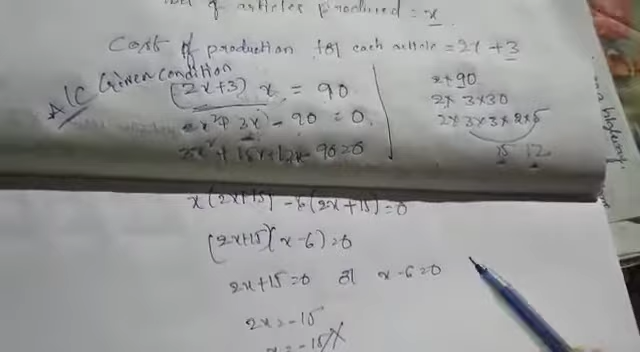 of articles produced = x
Cost of production for each article = 2x + 3
A/C Given condition
(2x+3) x = 90
2x² + 3x - 90 = 0
2x² + 15x - 12x - 90 = 0
2×90
2× 3×30
2×3×3×2×5
15 12
x(2x+15) - 6(2x+15) = 0
(2x+15)(x-6) = 0
2x+15=0 or x-6=0
2x = -15